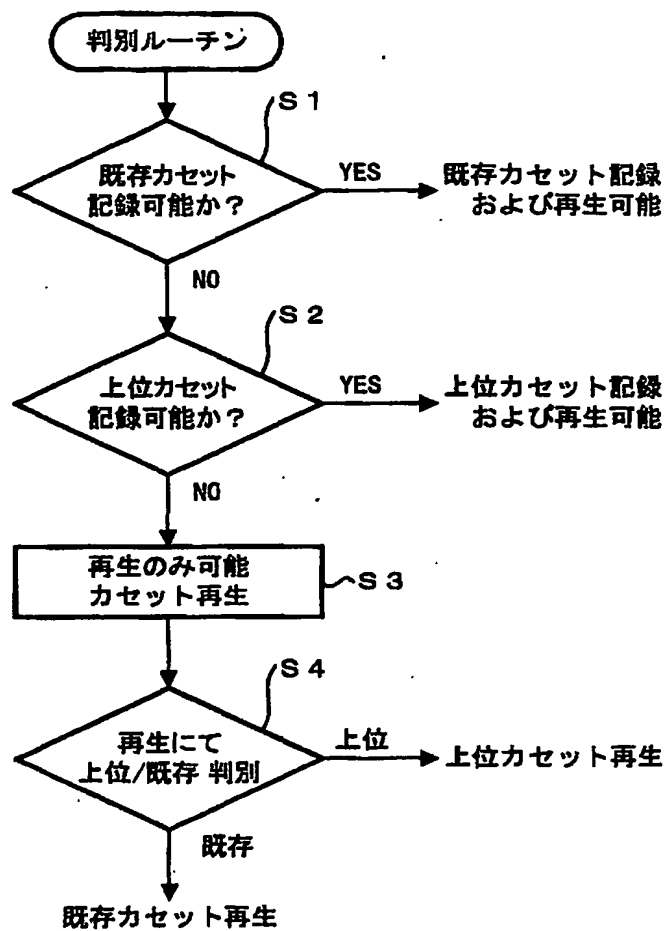 判別ルーチン
S1
既存カセット
記録可能か？
YES
既存カセット記録
および再生可能
NO
S2
上位カセット
記録可能か？
YES
上位カセット記録
および再生可能
NO
再生のみ可能
カセット再生
S3
S4
再生にて
上位/既存 判別
上位
上位カセット再生
既存
既存カセット再生